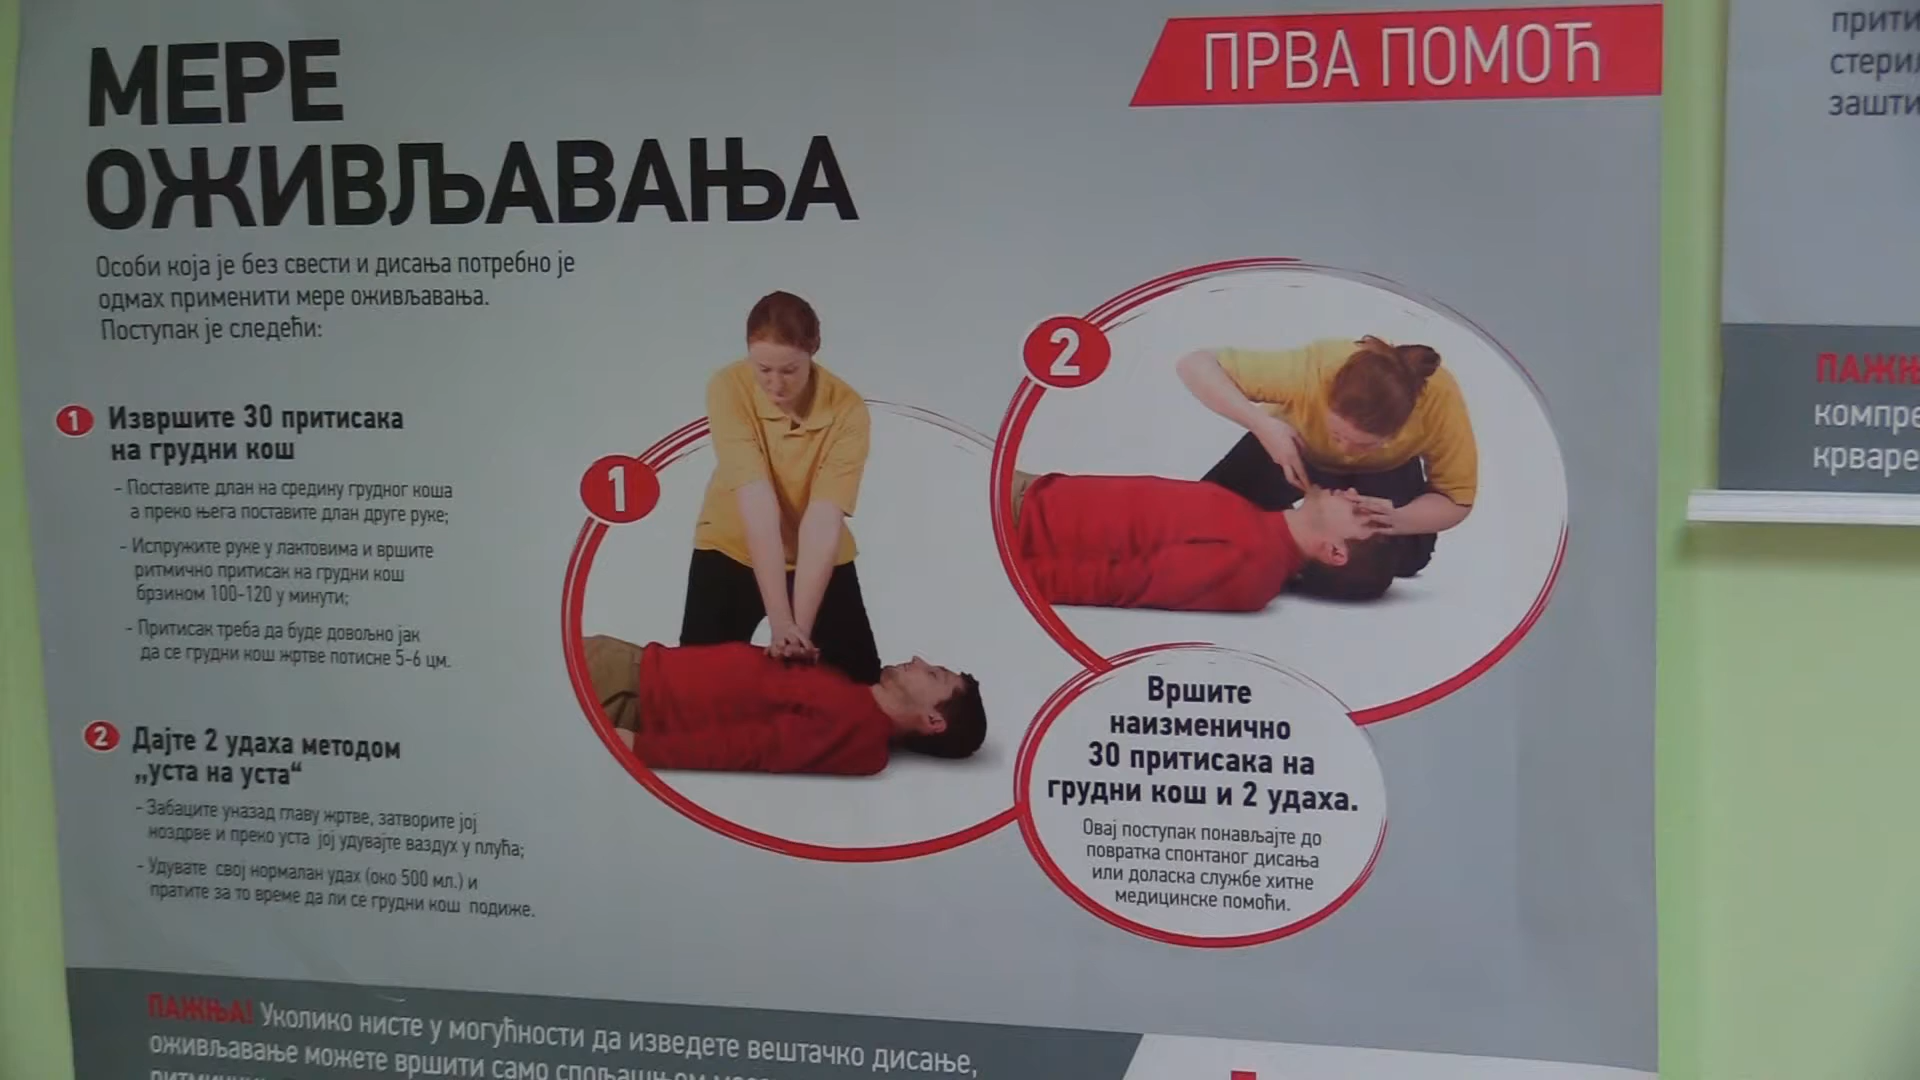 МЕРЕ
ОЖИВЉАВАЊА
ПРВА ПОМОЋ
Особи која је без свести и дисања потребно је
одмах применити мере оживљавања.
Поступак је следећи:
1 Извршите 30 притисака
на грудни кош
- Поставите длан на средину грудног коша
а преко њега поставите длан друге руке;
- Испружите руке у лактовима и вршите
ритмично притисак на грудни кош
брзином 100-120 у минути;
- Притисак треба да буде довољно јак
да се грудни кош жртве потисне 5-6 цм.
2 Дајте 2 удаха методом
„уста на уста“
- Забаците уназад главу жртве, затворите јој
ноздрве и преко уста јој удувајте ваздух у плућа;
- Удувате свој нормалан удах (око 500 мл.) и
пратите за то време да ли се грудни кош подиже.
1
2
Вршите
наизменично
30 притисака на
грудни кош и 2 удаха.
Овај поступак понављајте до
повратка спонтаног дисања
или доласка службе хитне
медицинске помоћи.
ПАЖЊА! Уколико нисте у могућности да изведете вештачко дисање,
оживљавање можете вршити само